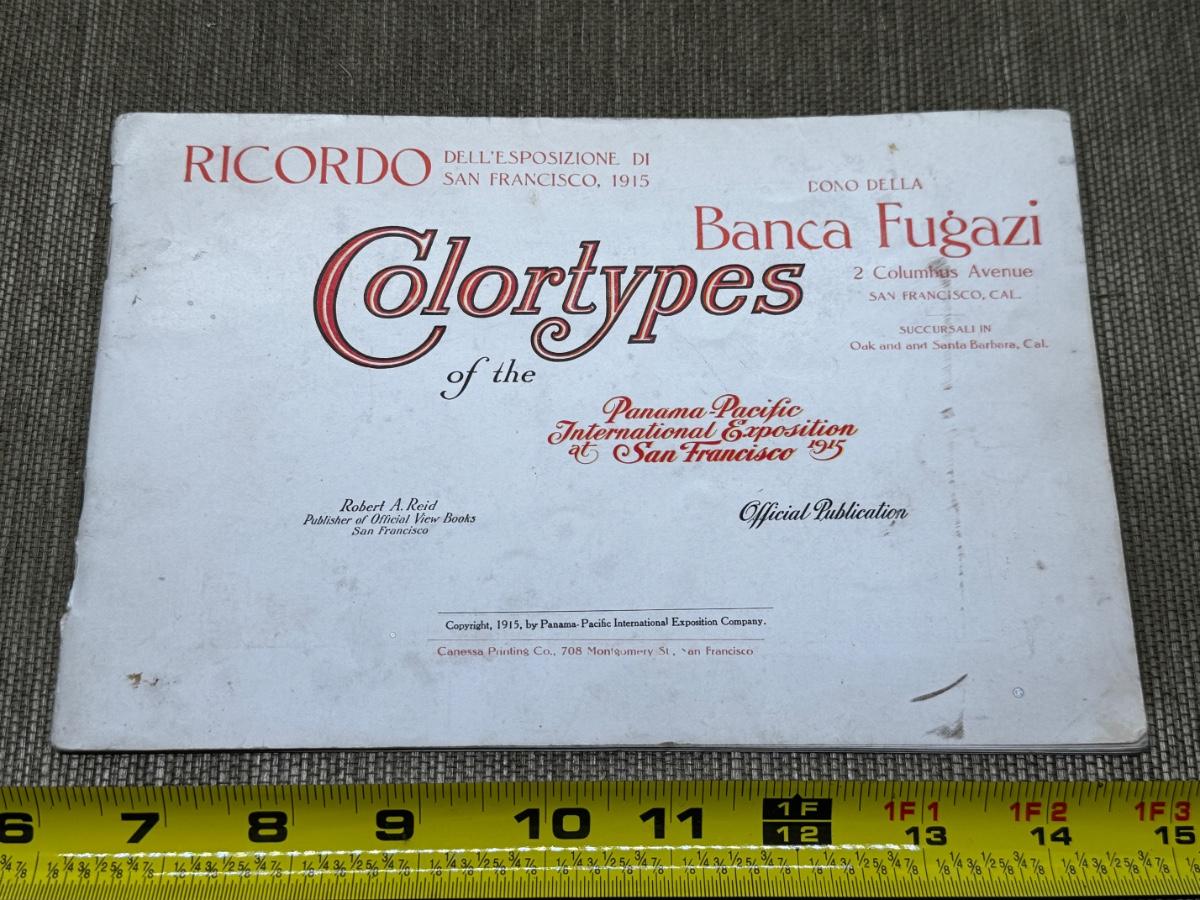 RICORDO DELL'ESPOSIZIONE DI
SAN FRANCISCO, 1915
DONO DELLA
Banca Fugazi
2 Columbus Avenue
SAN FRANCISCO, CAL.
SUCCURSALI IN
Oak and and Santa Barbara, Cal.
Colortypes
of the
Panama-Pacific
International Exposition
at San Francisco 1915
Robert A. Reid
Publisher of Official View Books
San Francisco
Official Publication
Copyright, 1915, by Panama-Pacific International Exposition Company.
Canessa Printing Co., 708 Montgomery St., San Francisco
6 7 8 9 10 11 1F 1F1 1F2 1F3
12 13 14 15